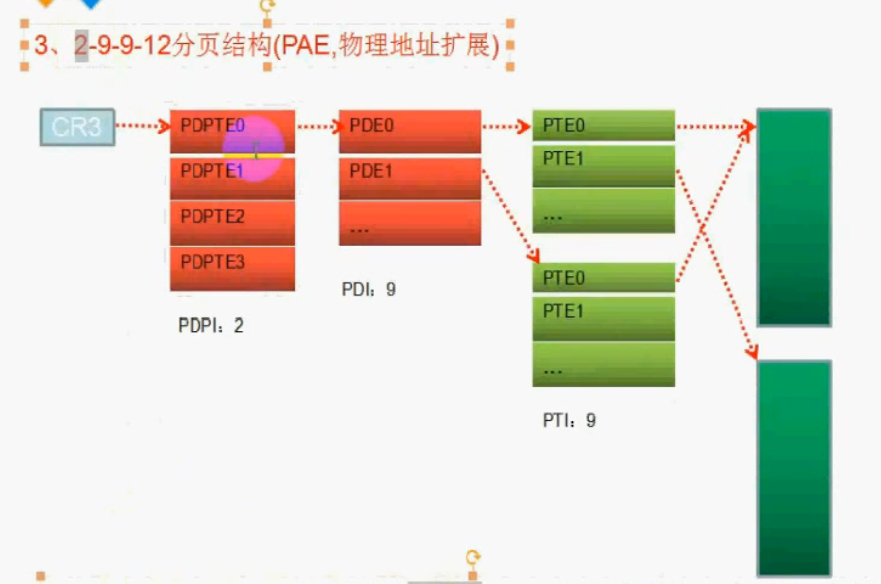 3、2-9-9-12分页结构(PAE,物理地址扩展)
CR3
PDPTE0
PDPTE1
PDPTE2
PDPTE3
PDPI：2
PDE0
PDE1
...
PDI：9
PTE0
PTE1
...
PTE0
PTE1
...
PTI：9